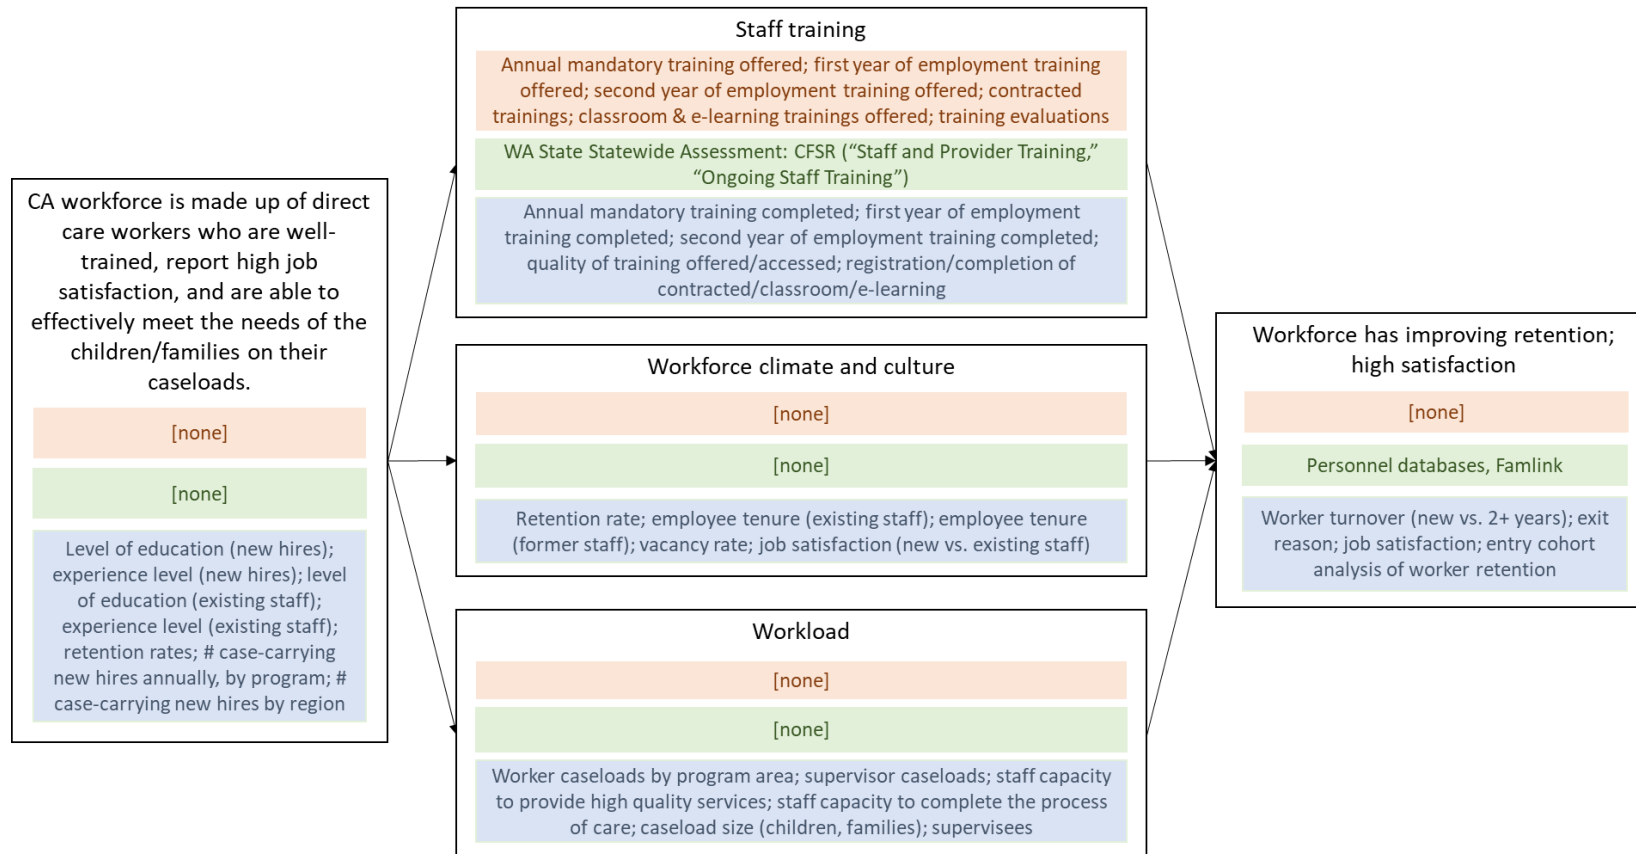 CA workforce is made up of direct
care workers who are well-
trained, report high job
satisfaction, and are able to
effectively meet the needs of the
children/families on their
caseloads.
[none]
[none]
Level of education (new hires);
experience level (new hires); level
of education (existing staff);
experience level (existing staff);
retention rates; # case-carrying
new hires annually, by program; #
case-carrying new hires by region
Staff training
Annual mandatory training offered; first year of employment training
offered; second year of employment training offered; contracted
trainings; classroom & e-learning trainings offered; training evaluations
WA State Statewide Assessment: CFSR (“Staff and Provider Training,”
“Ongoing Staff Training”)
Annual mandatory training completed; first year of employment
training completed; second year of employment training completed;
quality of training offered/accessed; registration/completion of
contracted/classroom/e-learning
Workforce climate and culture
[none]
[none]
Retention rate; employee tenure (existing staff); employee tenure
(former staff); vacancy rate; job satisfaction (new vs. existing staff)
Workload
[none]
[none]
Worker caseloads by program area; supervisor caseloads; staff capacity
to provide high quality services; staff capacity to complete the process
of care; caseload size (children, families); supervisees
Workforce has improving retention;
high satisfaction
[none]
Personnel databases, Famlink
Worker turnover (new vs. 2+ years); exit
reason; job satisfaction; entry cohort
analysis of worker retention